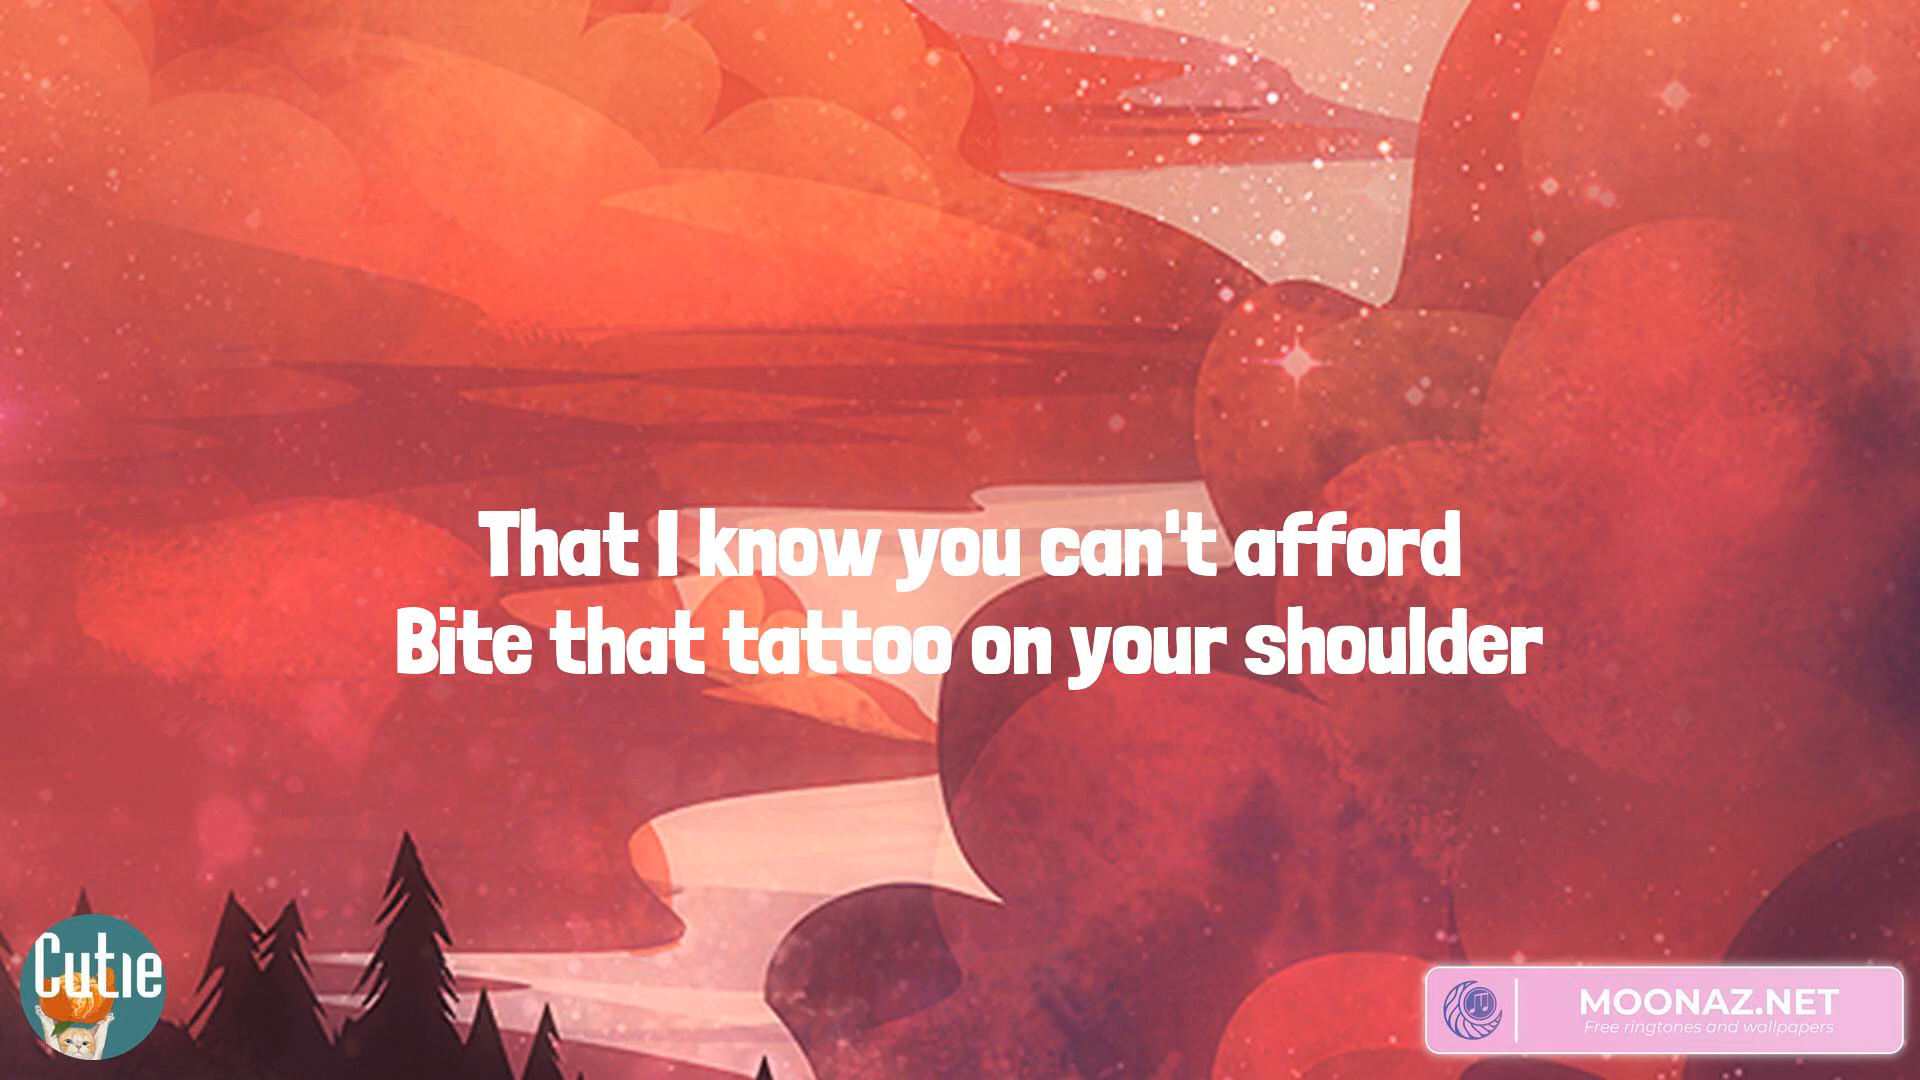 That I know you can't afford
Bite that tattoo on your shoulder
Cutie
MOONAZ.NET
Free ringtones and wallpapers